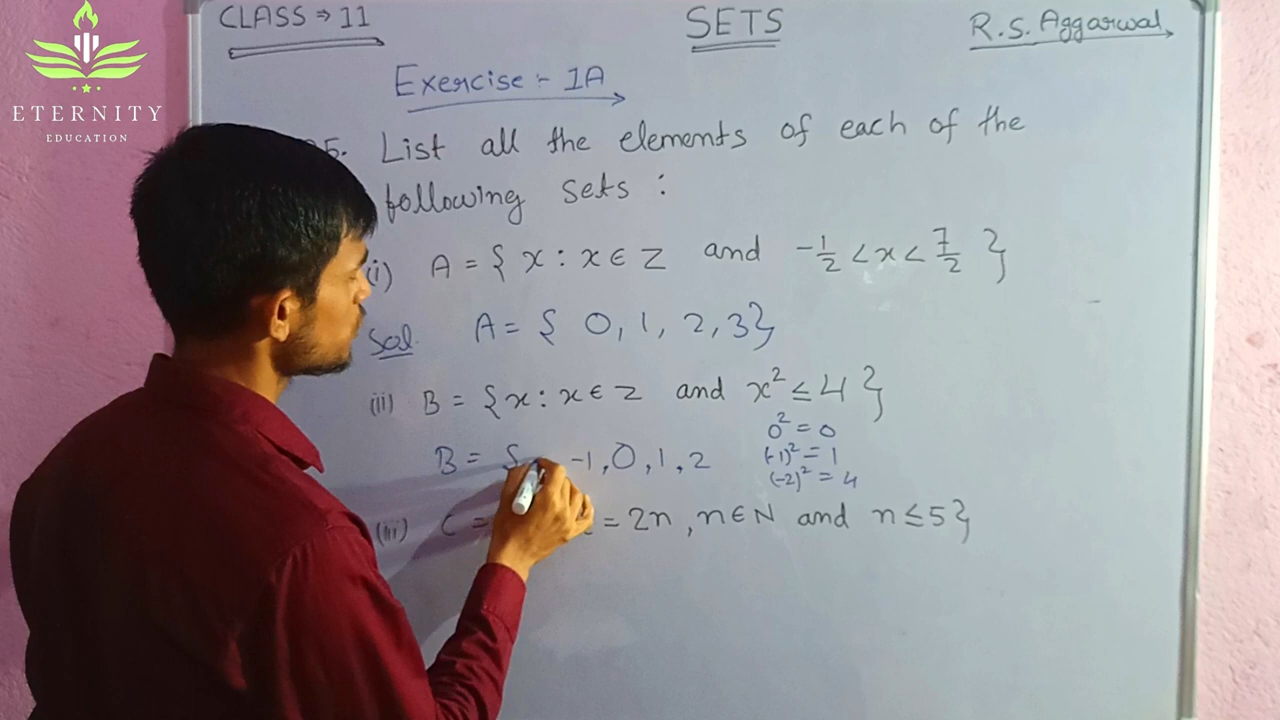 ETERNITY
EDUCATION
CLASS ⇒ 11
SETS
R.S. Aggarwal
Exercise :- 1A
5. List all the elements of each of the
following sets :
(i) A = { x : x ∈ Z and -1/2 < x < 7/2 }
Sol. A = { 0, 1, 2, 3}
(ii) B = {x : x ∈ Z and x² ≤ 4 }
0² = 0
B = { -1, 0, 1, 2
(-1)² = 1
(-2)² = 4
(iii) C = = 2n, n ∈ N and n ≤ 5}